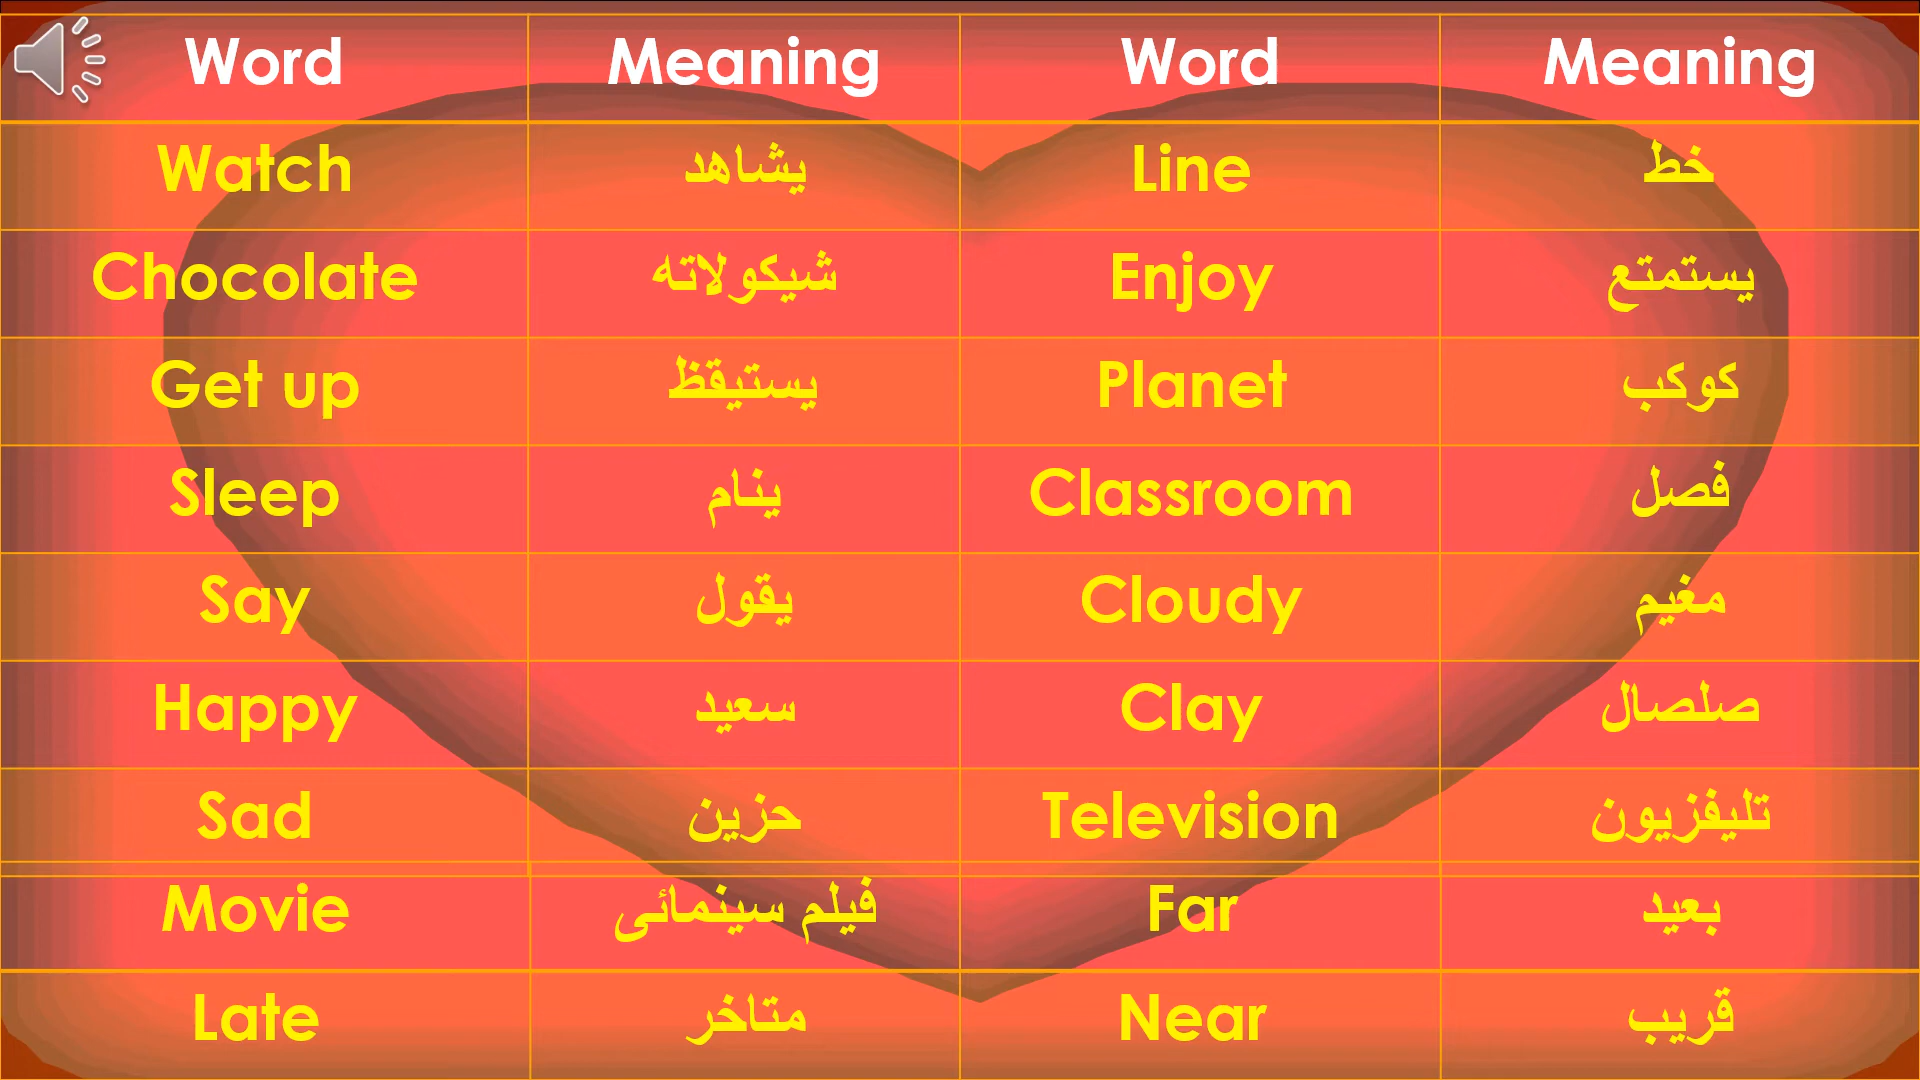 Word Meaning Word Meaning
Watch يشاهد Line خط
Chocolate شيكولاته Enjoy يستمتع
Get up يستيقظ Planet كوكب
Sleep ينام Classroom فصل
Say يقول Cloudy مغيم
Happy سعيد Clay صلصال
Sad حزين Television تليفزيون
Movie فيلم سينمائى Far بعيد
Late متاخر Near قريب